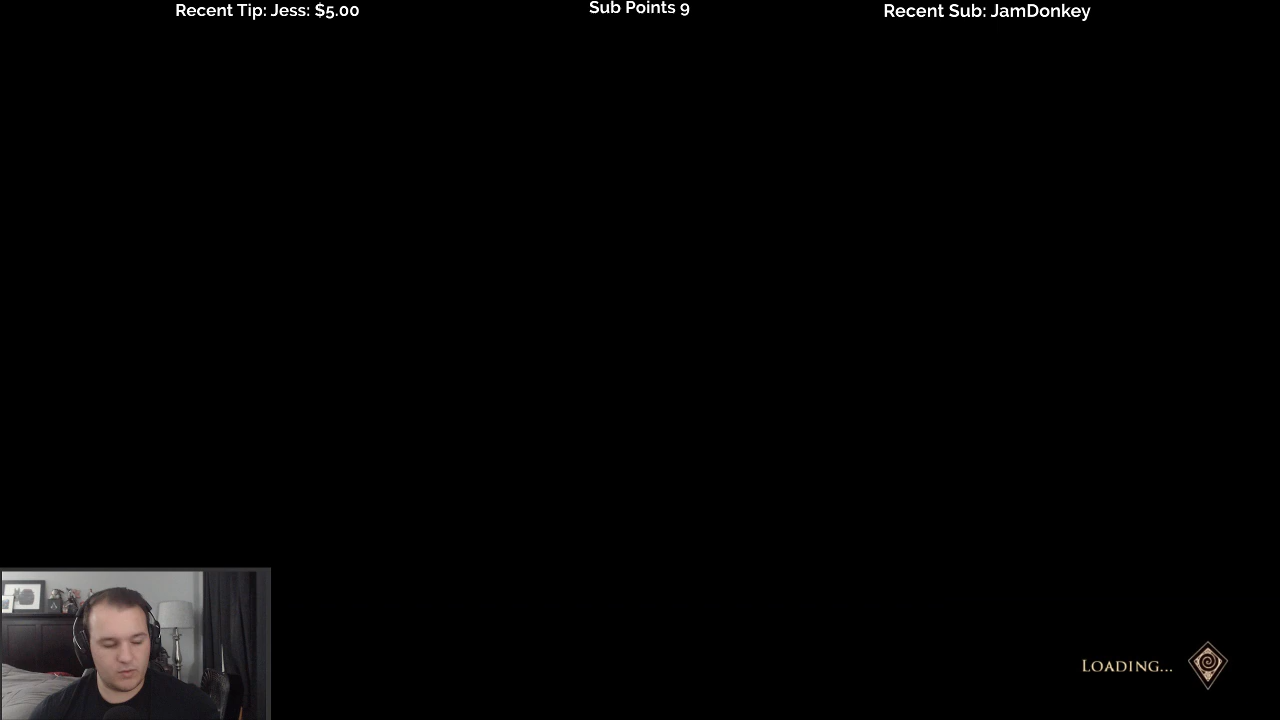 Recent Tip: Jess: $5.00
Sub Points 9
Recent Sub: JamDonkey
Loading...